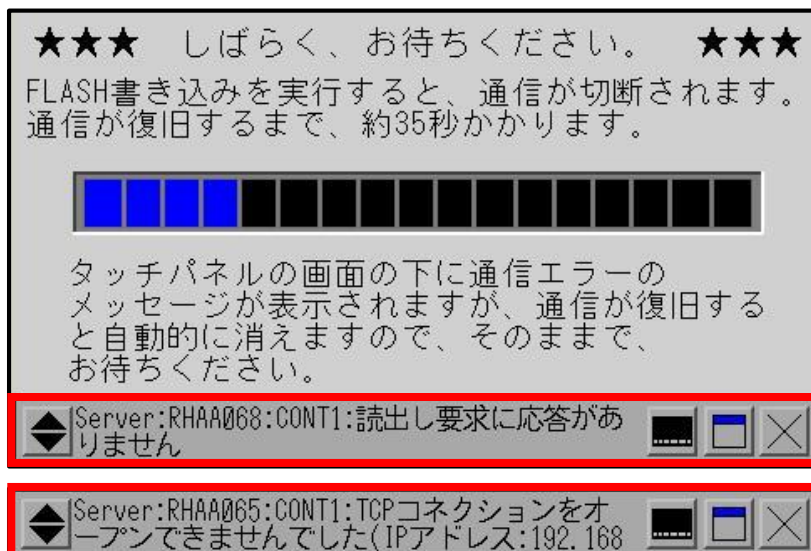 ★★★ しばらく、お待ちください。 ★★★
FLASH書き込みを実行すると、通信が切断されます。
通信が復旧するまで、約35秒かかります。
タッチパネルの画面の下に通信エラーの
メッセージが表示されますが、通信が復旧する
と自動的に消えますので、そのままで、
お待ちください。
Server:RHAA068:CONT1:読出し要求に応答があ
りません
Server:RHAA065:CONT1:TCPコネクションをオ
ープンできませんでした(IPアドレス:192.168